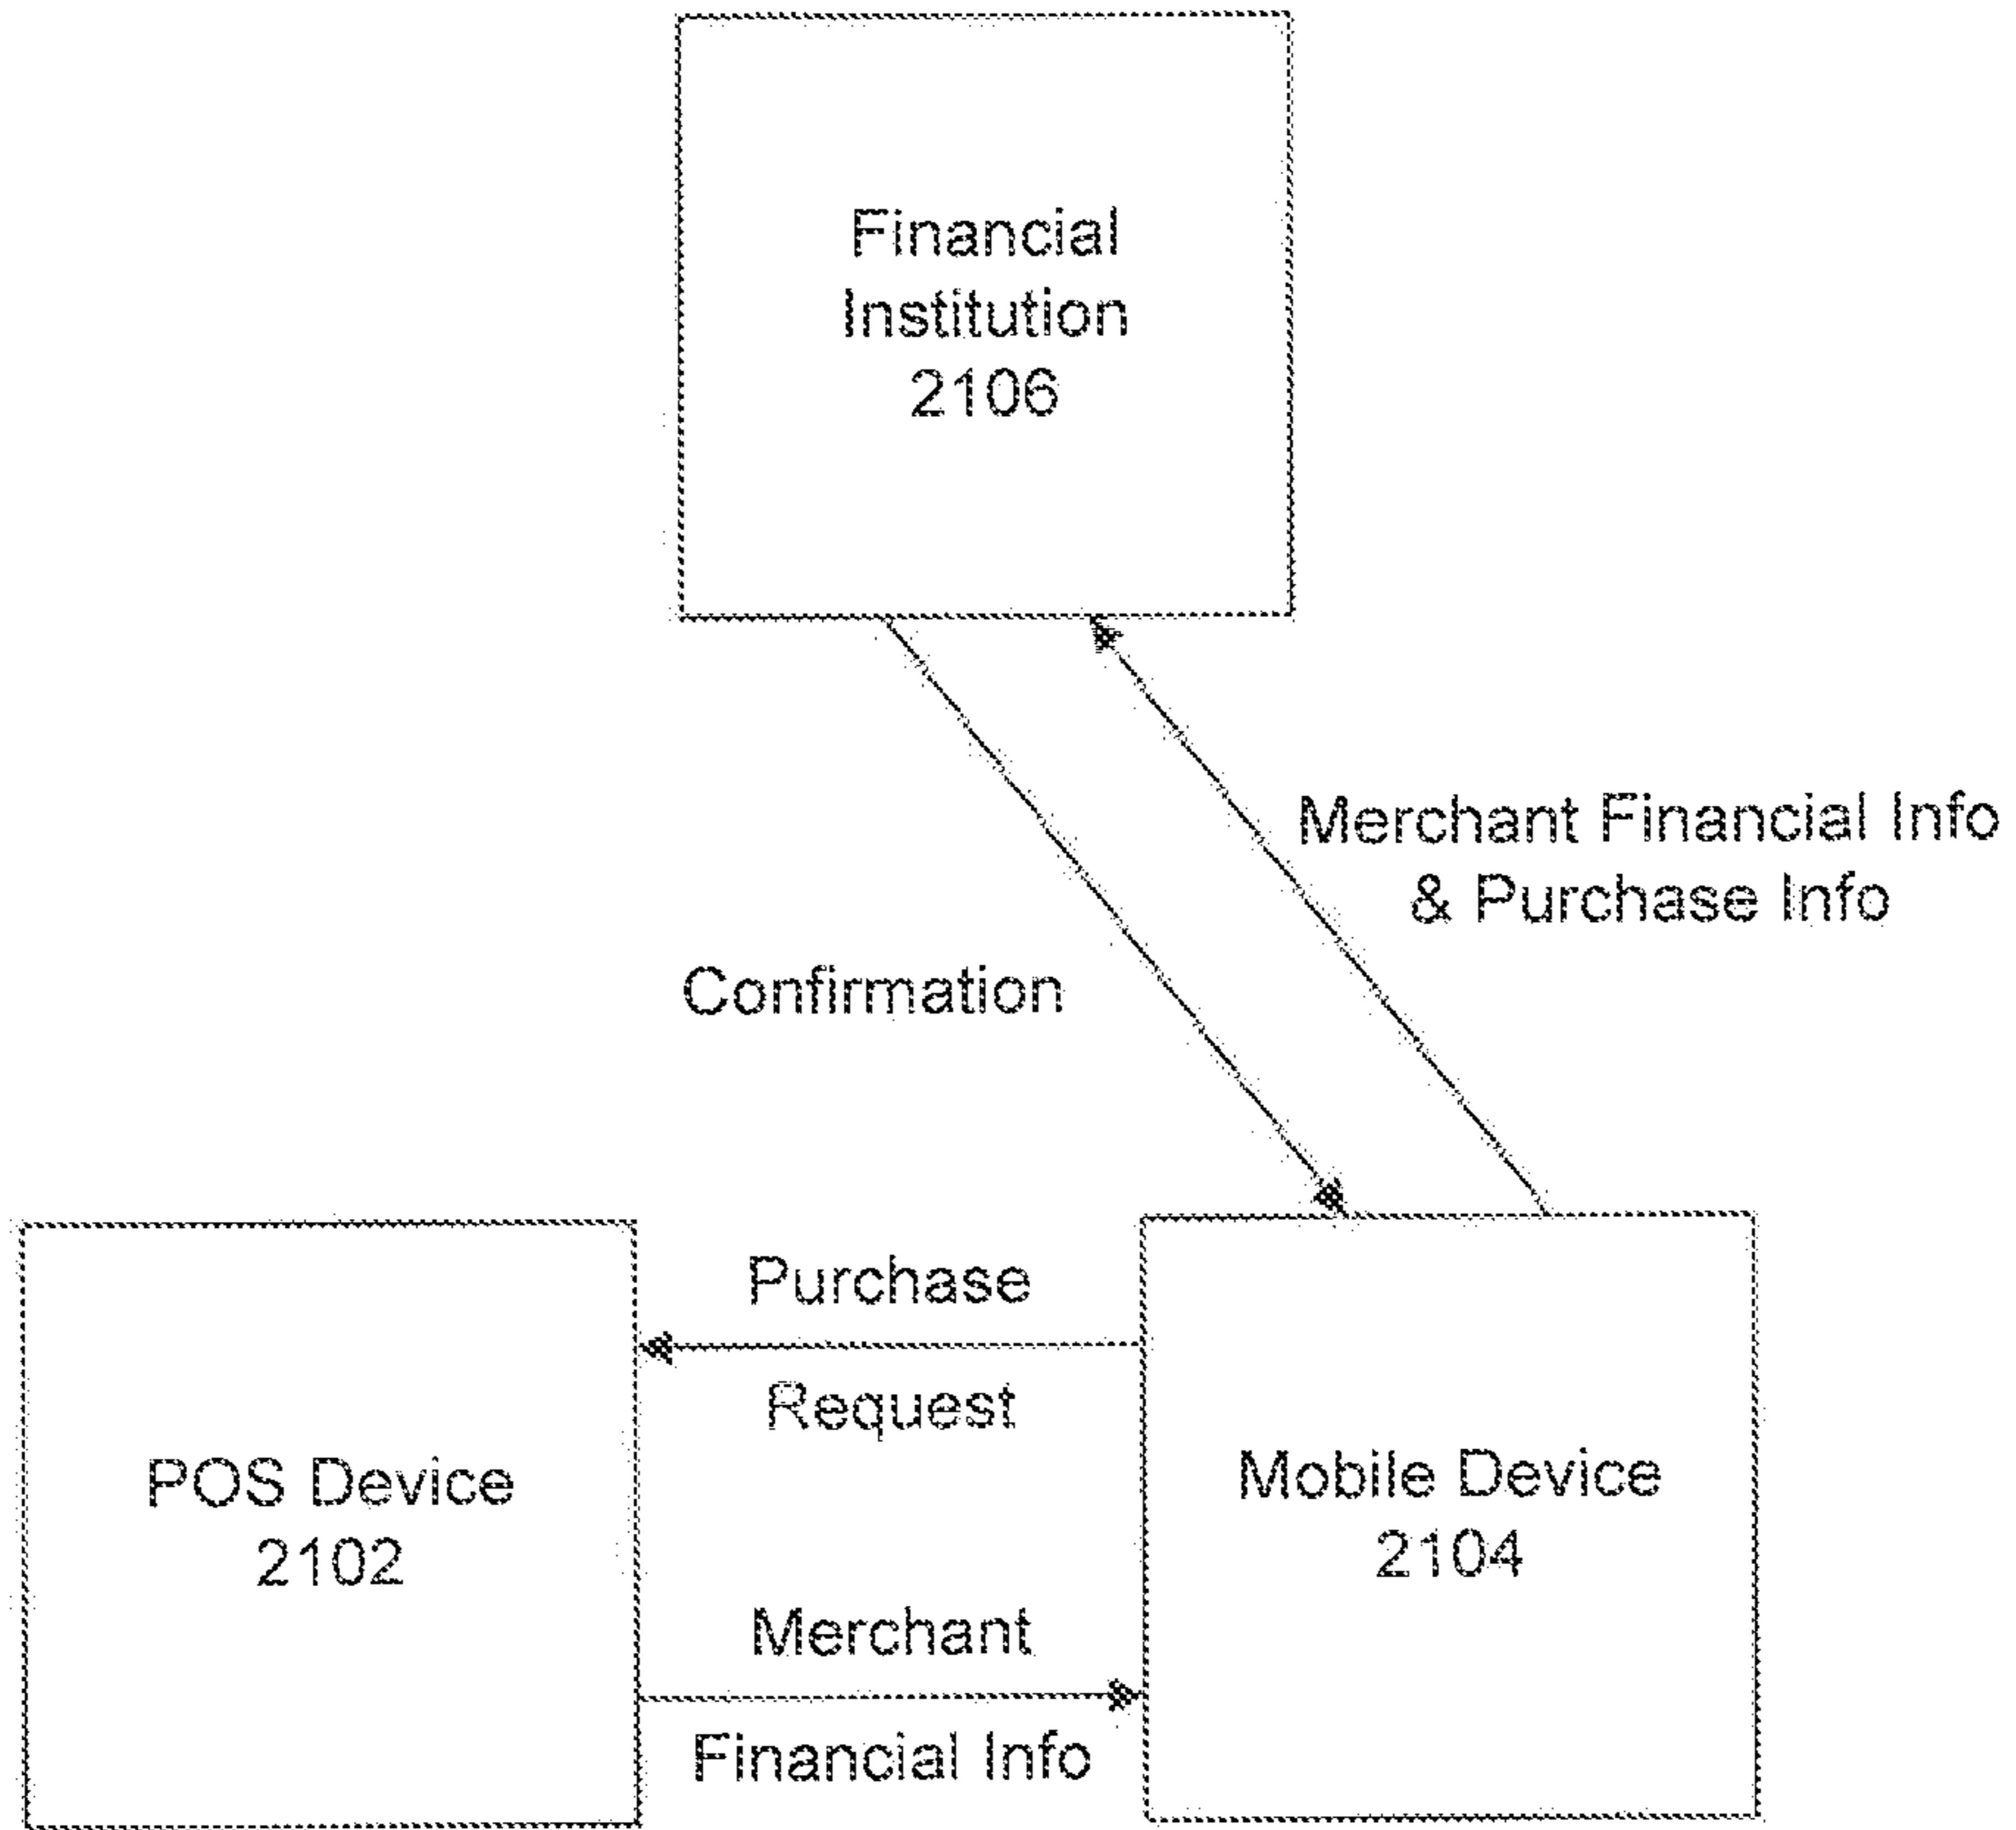 Financial
Institution
2106
Merchant Financial Info
& Purchase Info
Confirmation
Purchase
Request
POS Device
2102
Mobile Device
2104
Merchant
Financial Info